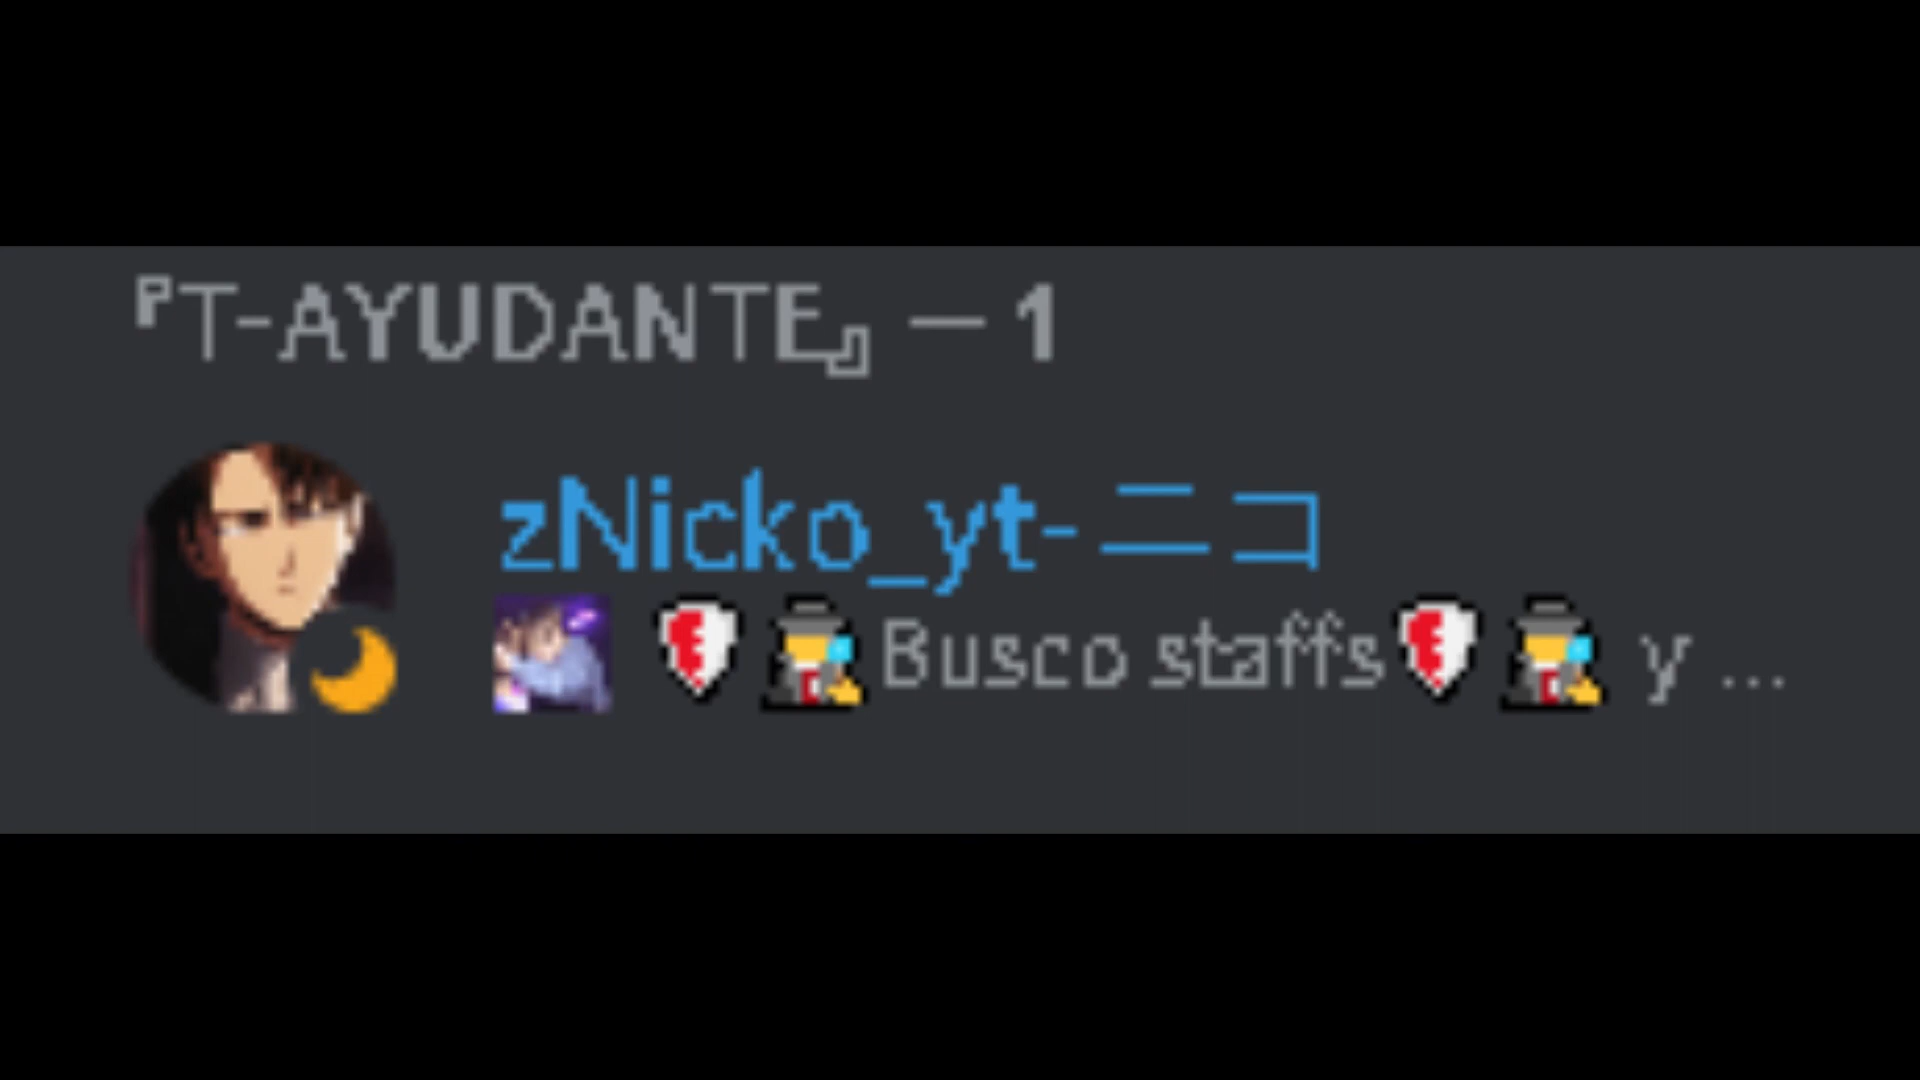 『T-AYUDANTE』 — 1
zNicko_yt-ニコ
Busco staffs y ...